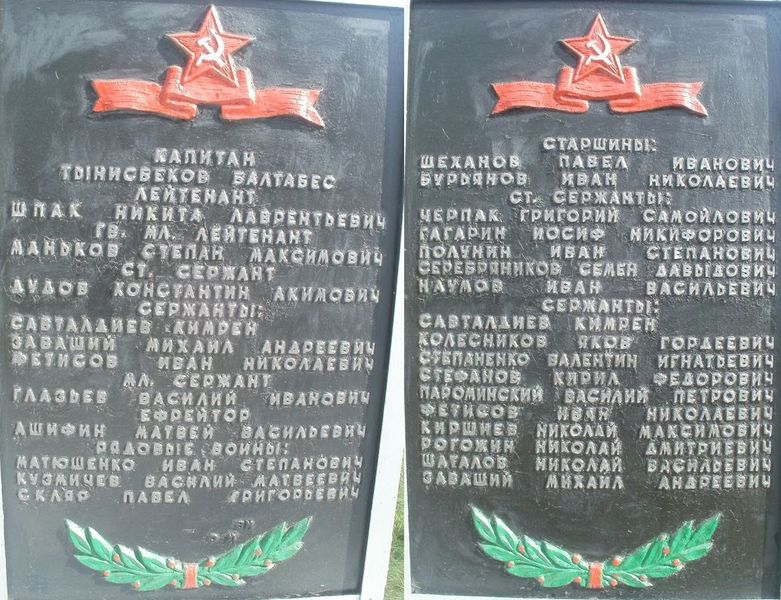 КАПИТАН
ТЫНИСБЕКОВ БАЛТАБЕС
ЛЕЙТЕНАНТ
ШПАК НИКИТА ЛАВРЕНТЬЕВИЧ
ГВ. МЛ. ЛЕЙТЕНАНТ
МАНЬКОВ СТЕПАН МАКСИМОВИЧ
СТ. СЕРЖАНТ
ДУДОВ КОНСТАНТИН АКИМОВИЧ
СЕРЖАНТЫ:
САВТАЛДИЕВ КИМРЕН
ЗАВАШИЙ МИХАИЛ АНДРЕЕВИЧ
ФЕТИСОВ ИВАН НИКОЛАЕВИЧ
МЛ. СЕРЖАНТ
ГЛАЗЬЕВ ВАСИЛИЙ ИВАНОВИЧ
ЕФРЕЙТОР
АШИФИН МАТВЕЙ ВАСИЛЬЕВИЧ
РЯДОВЫЕ ВОИНЫ:
МАТЮШЕНКО ИВАН СТЕПАНОВИЧ
КУЗМИЧЕВ ВАСИЛИЙ МАТВЕЕВИЧ
СКЛЯР ПАВЕЛ ГРИГОРЬЕВИЧ
СТАРШИНЫ:
ШЕХАНОВ ПАВЕЛ ИВАНОВИЧ
БУРЬЯНОВ ИВАН НИКОЛАЕВИЧ
СТ. СЕРЖАНТЫ:
ЧЕРПАК ГРИГОРИЙ САМОЙЛОВИЧ
ГАГАРИН ИОСИФ НИКИФОРОВИЧ
ПОЛУНИН ИВАН СТЕПАНОВИЧ
СЕРЕБРЯНИКОВ СЕМЕН ДАВЫДОВИЧ
НАУМОВ ИВАН ВАСИЛЬЕВИЧ
СЕРЖАНТЫ:
САВТАЛДИЕВ КИМРЕН
КОЛЕСНИКОВ ЯКОВ ГОРДЕЕВИЧ
СТЕПАНЕНКО ВАЛЕНТИН ИГНАТЬЕВИЧ
СТЕФАНОВ КИРИЛ ФЕДОРОВИЧ
ПАРОМИНСКИЙ ВАСИЛИЙ ПЕТРОВИЧ
ФЕТИСОВ ИВАН НИКОЛАЕВИЧ
КИРШИЕВ НИКОЛАЙ МАКСИМОВИЧ
РОГОЖИН НИКОЛАЙ ДМИТРИЕВИЧ
ШАТАЛОВ НИКОЛАЙ ВАСИЛЬЕВИЧ
ЗАВАШИЙ МИХАИЛ АНДРЕЕВИЧ